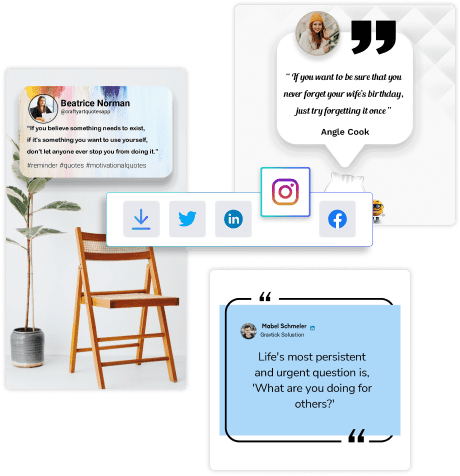 “ If you want to be sure that you
never forget your wife's birthday,
just try forgetting it once ”
Angle Cook
Beatrice Norman
@craftyartquotesapp
"If you believe something needs to exist,
if it's something you want to use yourself,
don't let anyone ever stop you from doing it."
#reminder #quotes #motivationalquotes
in
Mabel Schmeler
Gravtick Solustion
Life's most persistent
and urgent question is,
'What are you doing for
others?'